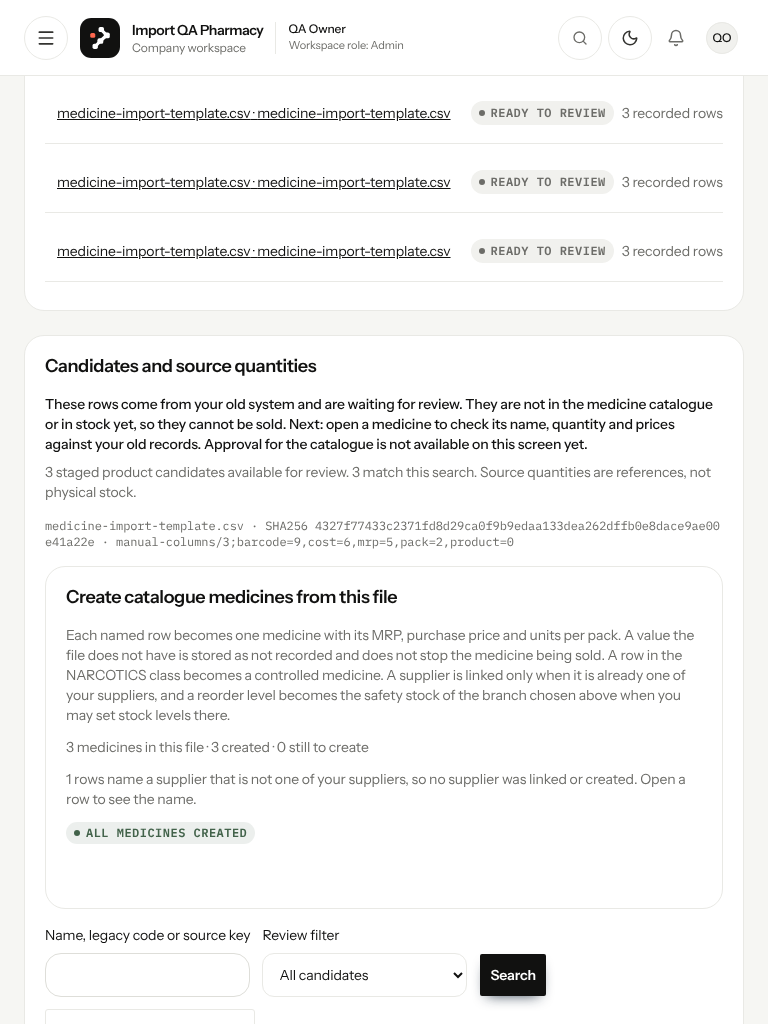 Import QA Pharmacy
Company workspace
QA Owner
Workspace role: Admin
QO
medicine-import-template.csv · medicine-import-template.csv
READY TO REVIEW
3 recorded rows
medicine-import-template.csv · medicine-import-template.csv
READY TO REVIEW
3 recorded rows
medicine-import-template.csv · medicine-import-template.csv
READY TO REVIEW
3 recorded rows
Candidates and source quantities
These rows come from your old system and are waiting for review. They are not in the medicine catalogue
or in stock yet, so they cannot be sold. Next: open a medicine to check its name, quantity and prices
against your old records. Approval for the catalogue is not available on this screen yet.
3 staged product candidates available for review. 3 match this search. Source quantities are references, not
physical stock.
medicine-import-template.csv · SHA256 4327f77433c2371fd8d29ca0f9b9edaa133dea262dffb0e8dace9ae00
e41a22e · manual-columns/3;barcode=9,cost=6,mrp=5,pack=2,product=0
Create catalogue medicines from this file
Each named row becomes one medicine with its MRP, purchase price and units per pack. A value the
file does not have is stored as not recorded and does not stop the medicine being sold. A row in the
NARCOTICS class becomes a controlled medicine. A supplier is linked only when it is already one of
your suppliers, and a reorder level becomes the safety stock of the branch chosen above when you
may set stock levels there.
3 medicines in this file · 3 created · 0 still to create
1 rows name a supplier that is not one of your suppliers, so no supplier was linked or created. Open a
row to see the name.
ALL MEDICINES CREATED
Name, legacy code or source key
Review filter
All candidates
Search